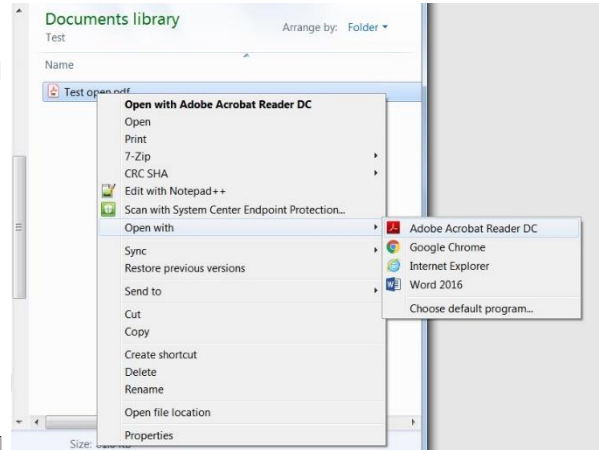 Documents library
Test
Arrange by: Folder
Name
Test open.pdf
Open with Adobe Acrobat Reader DC
Open
Print
7-Zip
CRC SHA
Edit with Notepad++
Scan with System Center Endpoint Protection...
Open with
Adobe Acrobat Reader DC
Google Chrome
Internet Explorer
Word 2016
Choose default program...
Sync
Restore previous versions
Send to
Cut
Copy
Create shortcut
Delete
Rename
Open file location
Properties
Size: